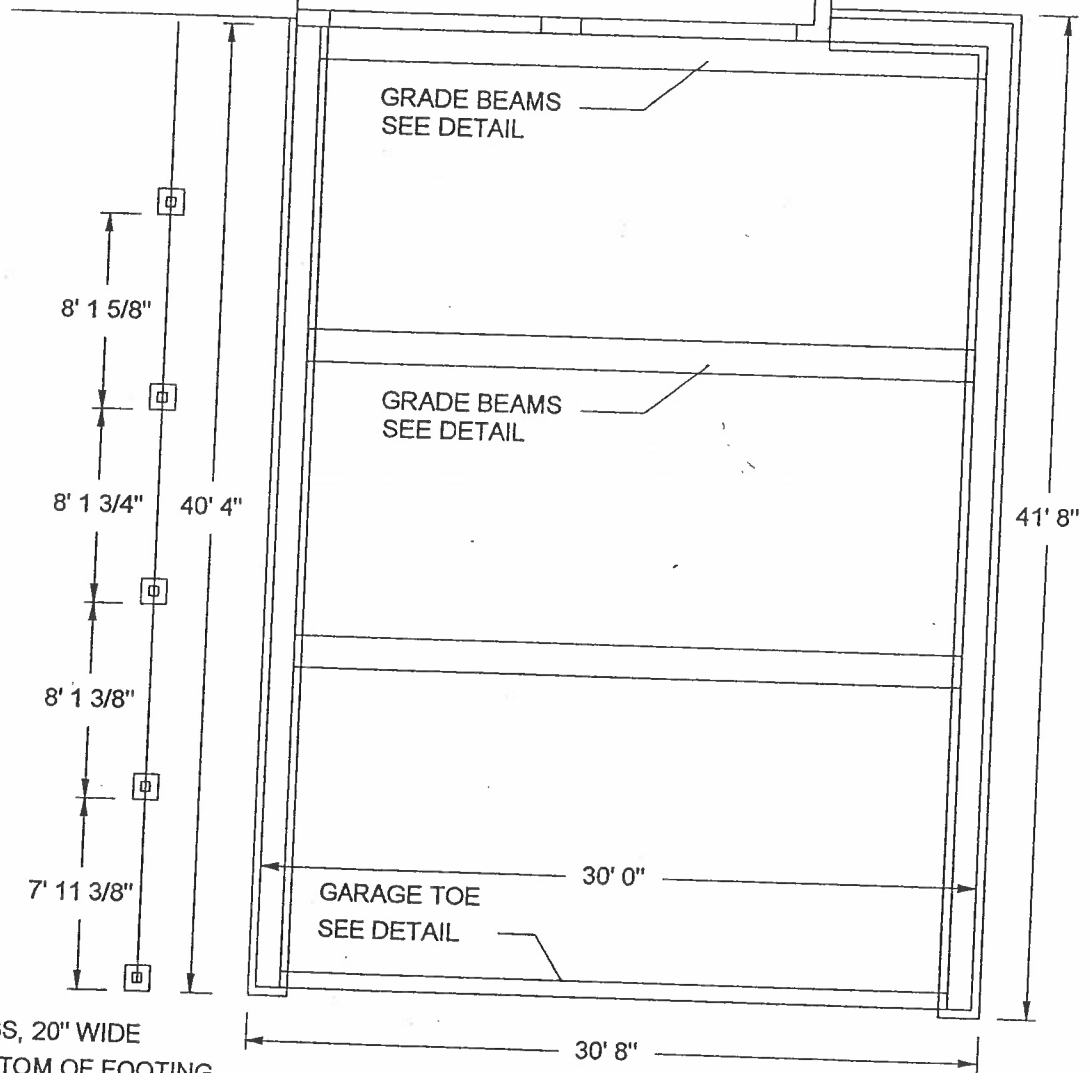 GRADE BEAMS
SEE DETAIL
8' 1 5/8"
GRADE BEAMS
SEE DETAIL
8' 1 3/4"
40' 4"
41' 8"
8' 1 3/8"
30' 0"
7' 11 3/8"
GARAGE TOE
SEE DETAIL
20" WIDE
OF FOOTING
30' 8"